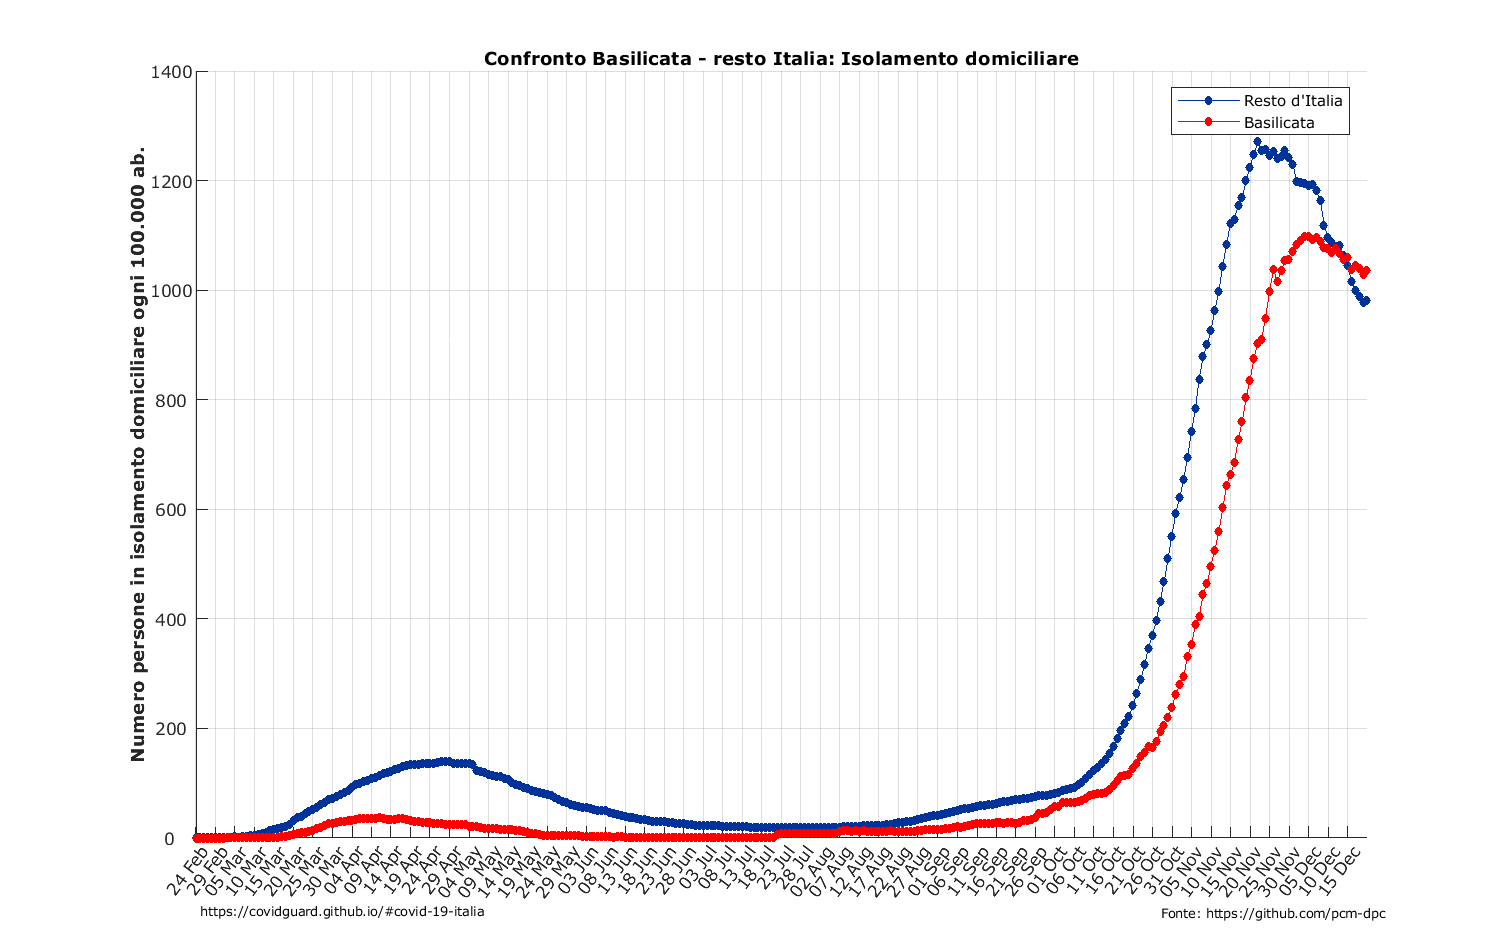 Confronto Basilicata - resto Italia: Isolamento domiciliare
Numero persone in isolamento domiciliare ogni 100.000 ab.
1400
1200
1000
800
600
400
200
0
Resto d'Italia
Basilicata
24 Feb
29 Feb
05 Mar
10 Mar
15 Mar
20 Mar
25 Mar
30 Mar
04 Apr
09 Apr
14 Apr
19 Apr
24 Apr
29 Apr
04 May
09 May
14 May
19 May
24 May
29 May
03 Jun
08 Jun
13 Jun
18 Jun
23 Jun
28 Jun
03 Jul
08 Jul
13 Jul
18 Jul
23 Jul
28 Jul
02 Aug
07 Aug
12 Aug
17 Aug
22 Aug
27 Aug
01 Sep
06 Sep
11 Sep
16 Sep
21 Sep
26 Sep
01 Oct
06 Oct
11 Oct
16 Oct
21 Oct
26 Oct
31 Oct
05 Nov
10 Nov
15 Nov
20 Nov
25 Nov
30 Nov
05 Dec
10 Dec
15 Dec
https://covidguard.github.io/#covid-19-italia
Fonte: https://github.com/pcm-dpc